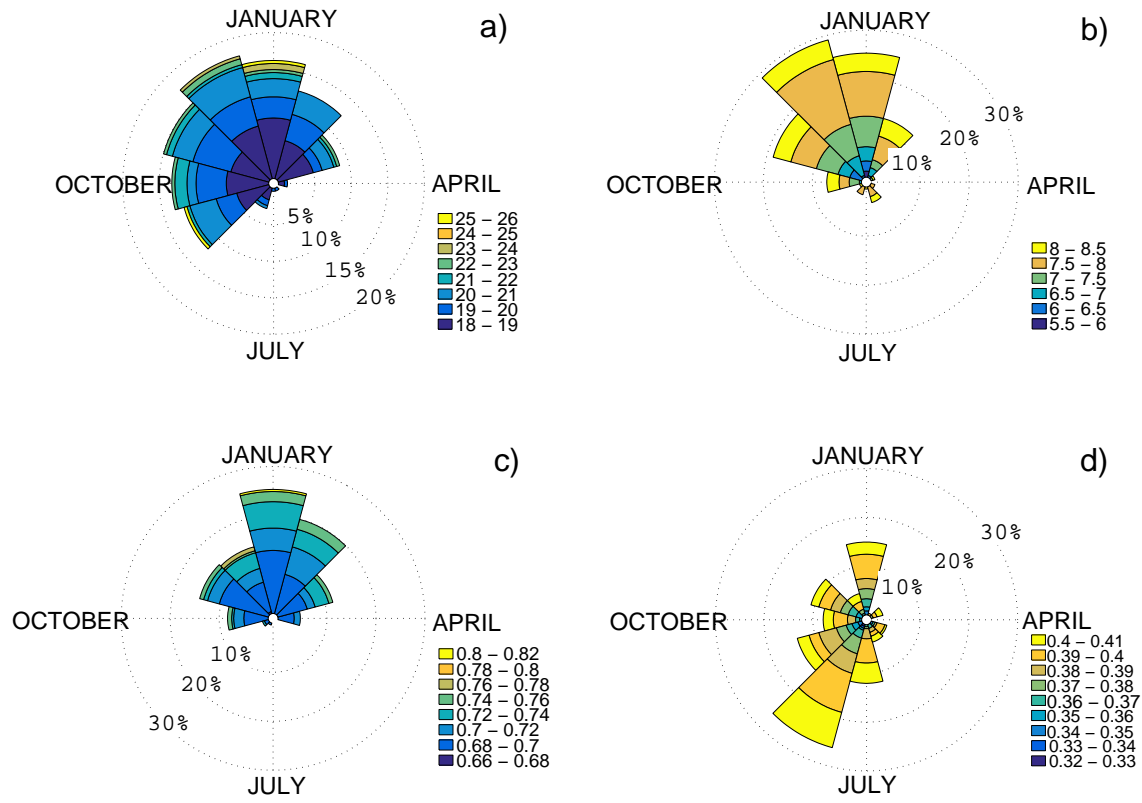 JANUARY
a)
OCTOBER
APRIL
5%
10%
15%
20%
JULY
25 − 26
24 − 25
23 − 24
22 − 23
21 − 22
20 − 21
19 − 20
18 − 19
JANUARY
b)
30%
20%
10%
OCTOBER
APRIL
JULY
8 − 8.5
7.5 − 8
7 − 7.5
6.5 − 7
6 − 6.5
5.5 − 6
JANUARY
c)
OCTOBER
APRIL
10%
20%
30%
JULY
0.8 − 0.82
0.78 − 0.8
0.76 − 0.78
0.74 − 0.76
0.72 − 0.74
0.7 − 0.72
0.68 − 0.7
0.66 − 0.68
JANUARY
d)
30%
20%
10%
OCTOBER
APRIL
JULY
0.4 − 0.41
0.39 − 0.4
0.38 − 0.39
0.37 − 0.38
0.36 − 0.37
0.35 − 0.36
0.34 − 0.35
0.33 − 0.34
0.32 − 0.33